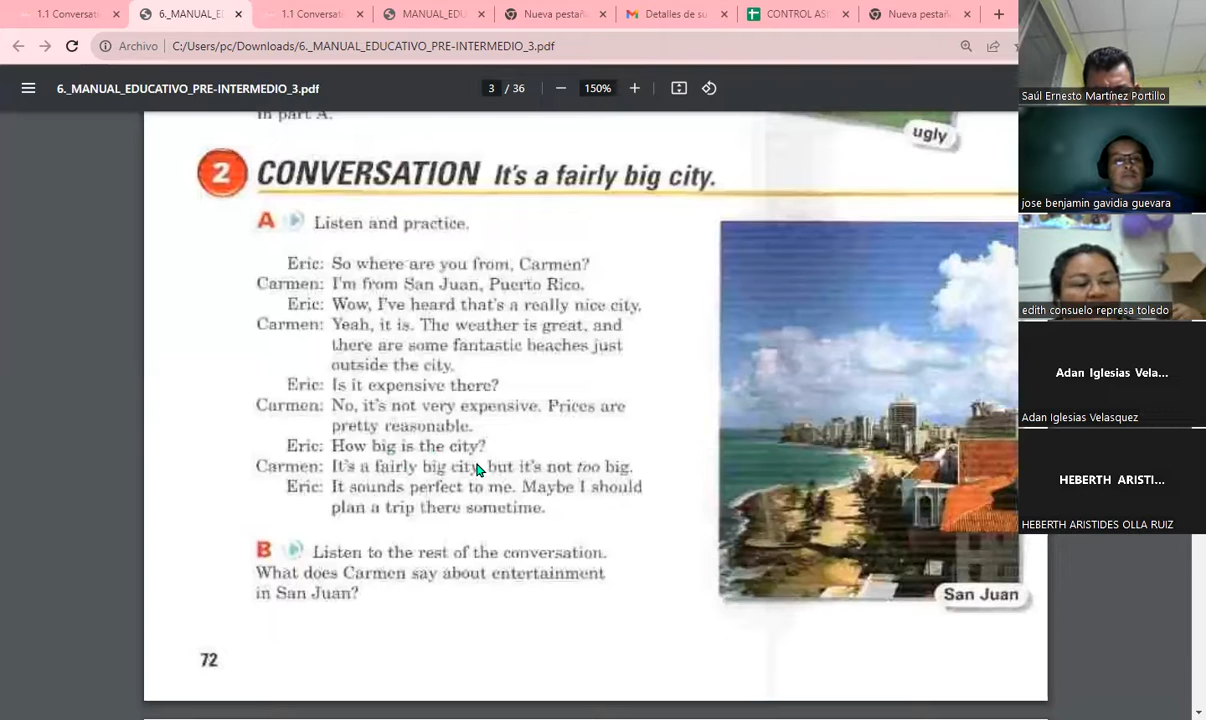 1.1 Conversat
6._MANUAL_E
1.1 Conversati
MANUAL_EDU
Nueva pestañ
Detalles de su
CONTROL ASI
Nueva pestañ
Archivo
C:/Users/pc/Downloads/6._MANUAL_EDUCATIVO_PRE-INTERMEDIO_3.pdf
6._MANUAL_EDUCATIVO_PRE-INTERMEDIO_3.pdf
3 / 36
150%
in part A.
ugly
2 CONVERSATION It's a fairly big city.
A Listen and practice.
Eric: So where are you from, Carmen?
Carmen: I'm from San Juan, Puerto Rico.
Eric: Wow, I've heard that's a really nice city.
Carmen: Yeah, it is. The weather is great, and
there are some fantastic beaches just
outside the city.
Eric: Is it expensive there?
Carmen: No, it's not very expensive. Prices are
pretty reasonable.
Eric: How big is the city?
Carmen: It's a fairly big city, but it's not too big.
Eric: It sounds perfect to me. Maybe I should
plan a trip there sometime.
B Listen to the rest of the conversation.
What does Carmen say about entertainment
in San Juan?
San Juan
72
Saúl Ernesto Martínez Portillo
jose benjamin gavidia guevara
edith consuelo represa toledo
Adan Iglesias Vela...
Adan Iglesias Velasquez
HEBERTH ARISTI...
HEBERTH ARISTIDES OLLA RUIZ